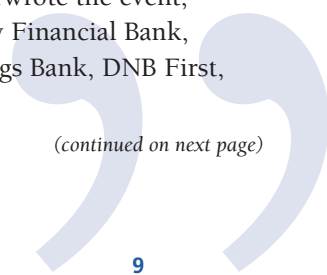 wrote the event,
Financial Bank,
gs Bank, DNB First,
(continued on next page)
9